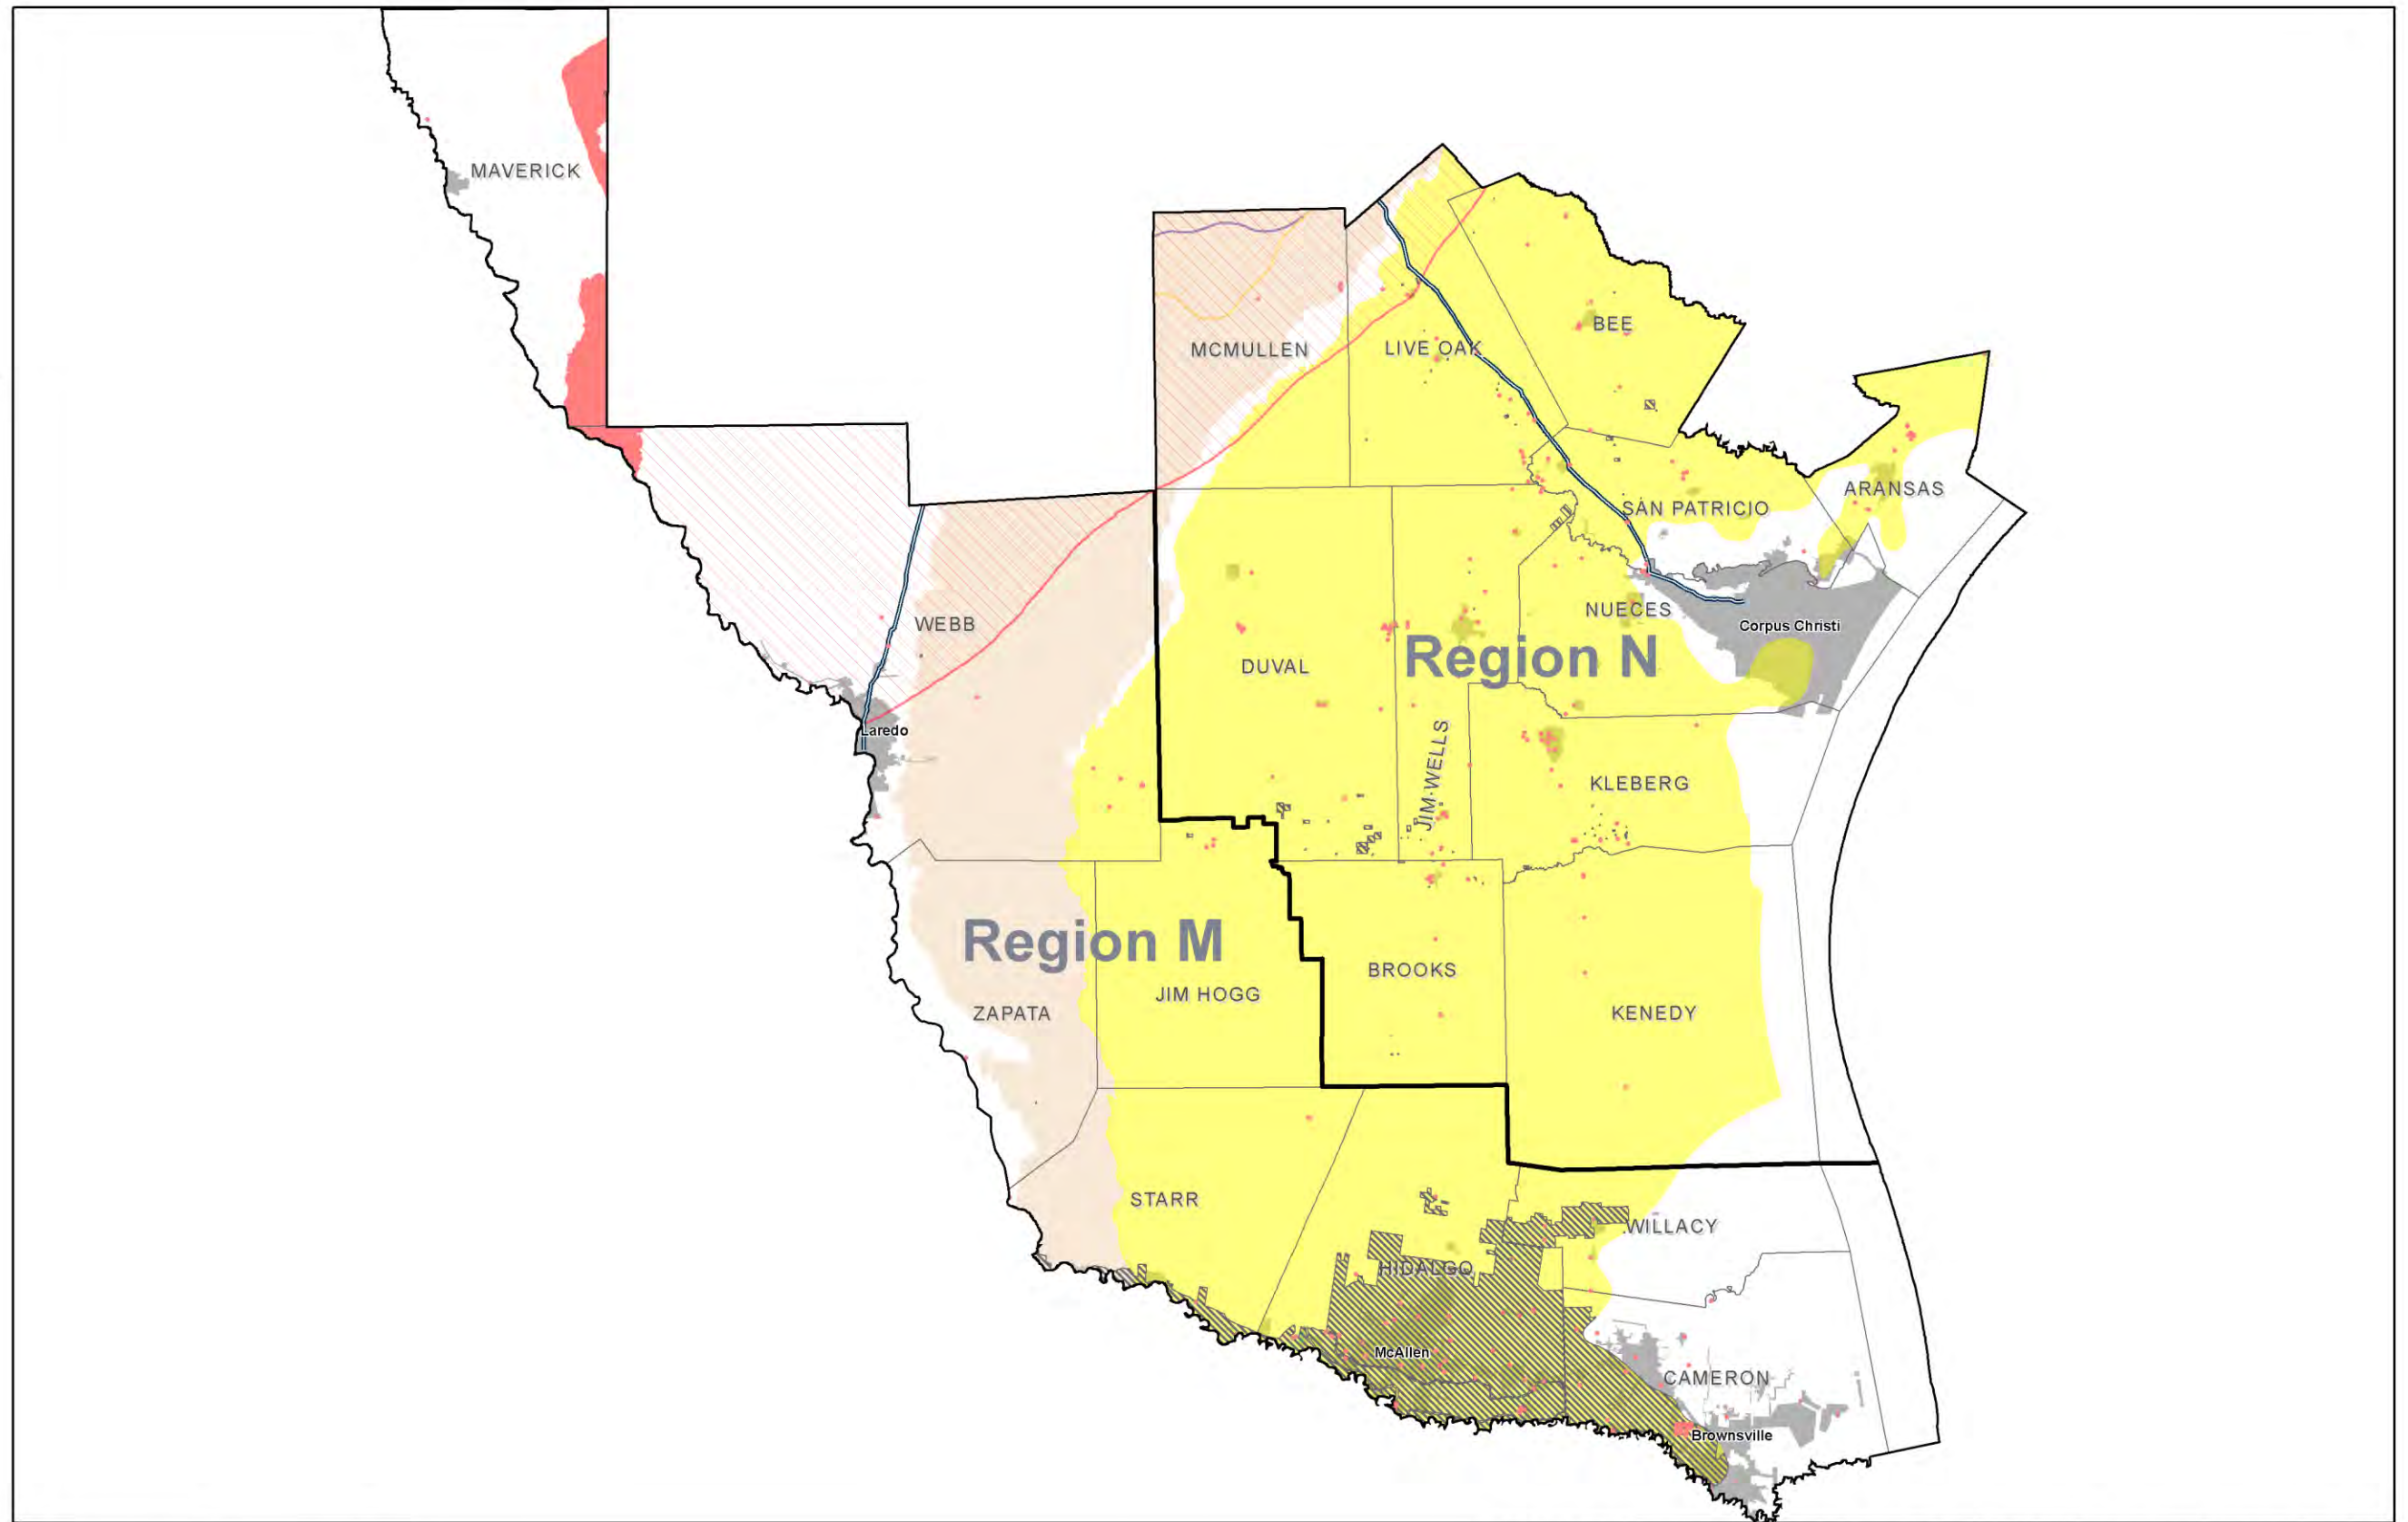 MAVERICK
BEE
MCMULLEN
LIVE OAK
ARANSAS
SAN PATRICIO
NUECES
WEBB
Corpus Christi
Region N
DUVAL
Laredo
JIM WELLS
KLEBERG
Region M
BROOKS
JIM HOGG
ZAPATA
KENEDY
STARR
WILLACY
HIDALGO
McAllen
CAMERON
Brownsville